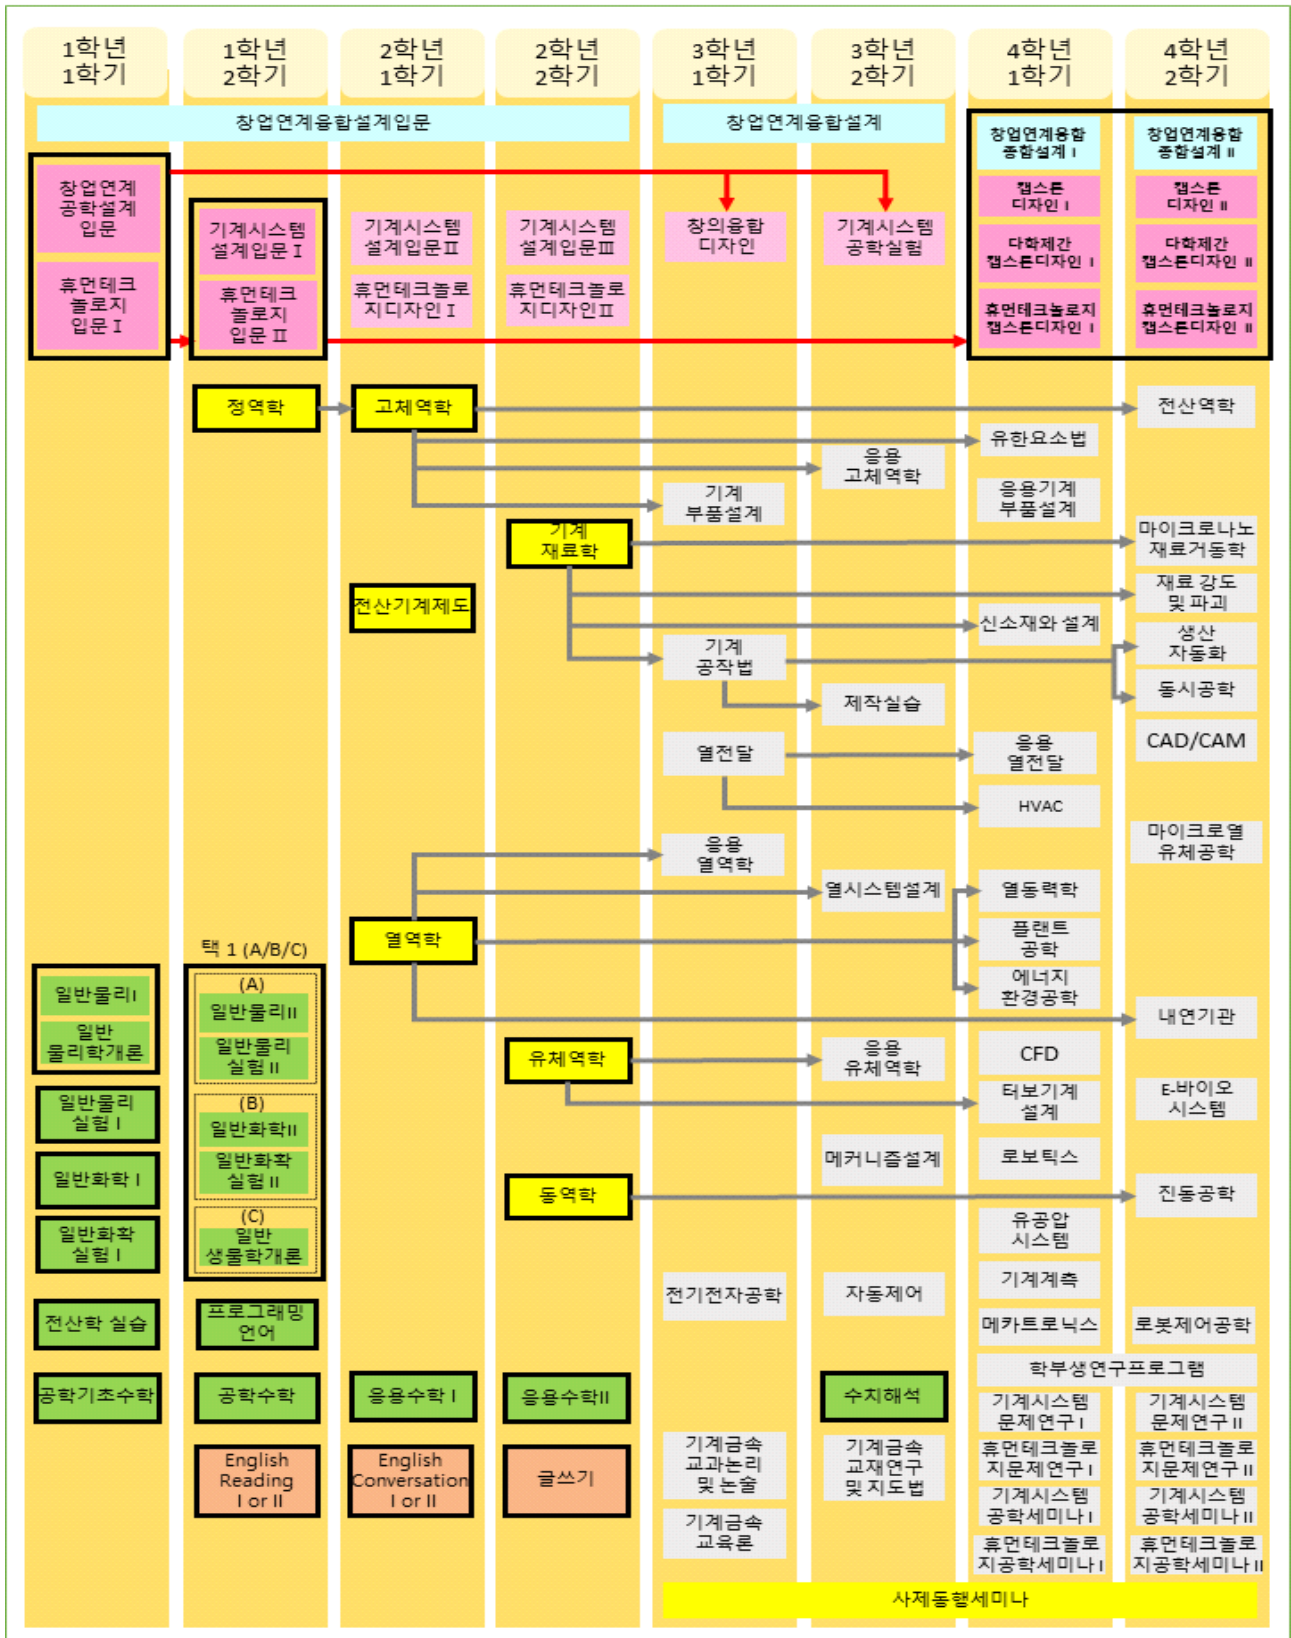 1학년
1학기
1학년
2학기
2학년
1학기
2학년
2학기
3학년
1학기
3학년
2학기
4학년
1학기
4학년
2학기
창업연계융합설계입문
창업연계융합설계
창업연계융합
종합설계 I
창업연계융합
종합설계 II
창업연계
공학설계
입문
휴먼테크
놀로지
입문 I
기계시스템
설계입문 I
휴먼테크
놀로지
입문 II
기계시스템
설계입문II
휴먼테크놀로
지디자인 I
기계시스템
설계입문III
휴먼테크놀로
지디자인II
창의융합
디자인
기계시스템
공학실험
캡스톤
디자인 I
캡스톤
디자인 II
다학제간
캡스톤디자인 I
다학제간
캡스톤디자인 II
휴먼테크놀로지
캡스톤디자인 I
휴먼테크놀로지
캡스톤디자인 II
정역학
고체역학
전산역학
유한요소법
응용
고체역학
기계
부품설계
응용기계
부품설계
기계
재료학
마이크로나노
재료거동학
전산기계제도
재료 강도
및 파괴
신소재와 설계
기계
공작법
생산
자동화
동시공학
제작실습
열전달
응용
열전달
CAD/CAM
HVAC
응용
열역학
마이크로열
유체공학
열시스템설계
열동력학
열역학
플랜트
공학
에너지
환경공학
내연기관
택 1 (A/B/C)
일반물리I
일반
물리학개론
(A)
일반물리II
일반물리
실험 II
유체역학
응용
유체역학
CFD
터보기계
설계
E-바이오
시스템
일반물리
실험 I
(B)
일반화학II
일반화확
실험 II
일반화학 I
메커니즘설계
로보틱스
동역학
진동공학
일반화확
실험 I
(C)
일반
생물학개론
유공압
시스템
전기전자공학
자동제어
기계계측
전산학 실습
프로그래밍
언어
메카트로닉스
로봇제어공학
학부생연구프로그램
공학기초수학
공학수학
응용수학 I
응용수학II
수치해석
기계시스템
문제연구 I
기계시스템
문제연구 II
English
Reading
I or II
English
Conversation
I or II
글쓰기
기계금속
교과논리
및 논술
기계금속
교재연구
및 지도법
휴먼테크놀로
지문제연구 I
휴먼테크놀로
지문제연구 II
기계시스템
공학세미나 I
기계시스템
공학세미나 II
기계금속
교육론
휴먼테크놀로
지공학세미나 I
휴먼테크놀로
지공학세미나 II
사제동행세미나